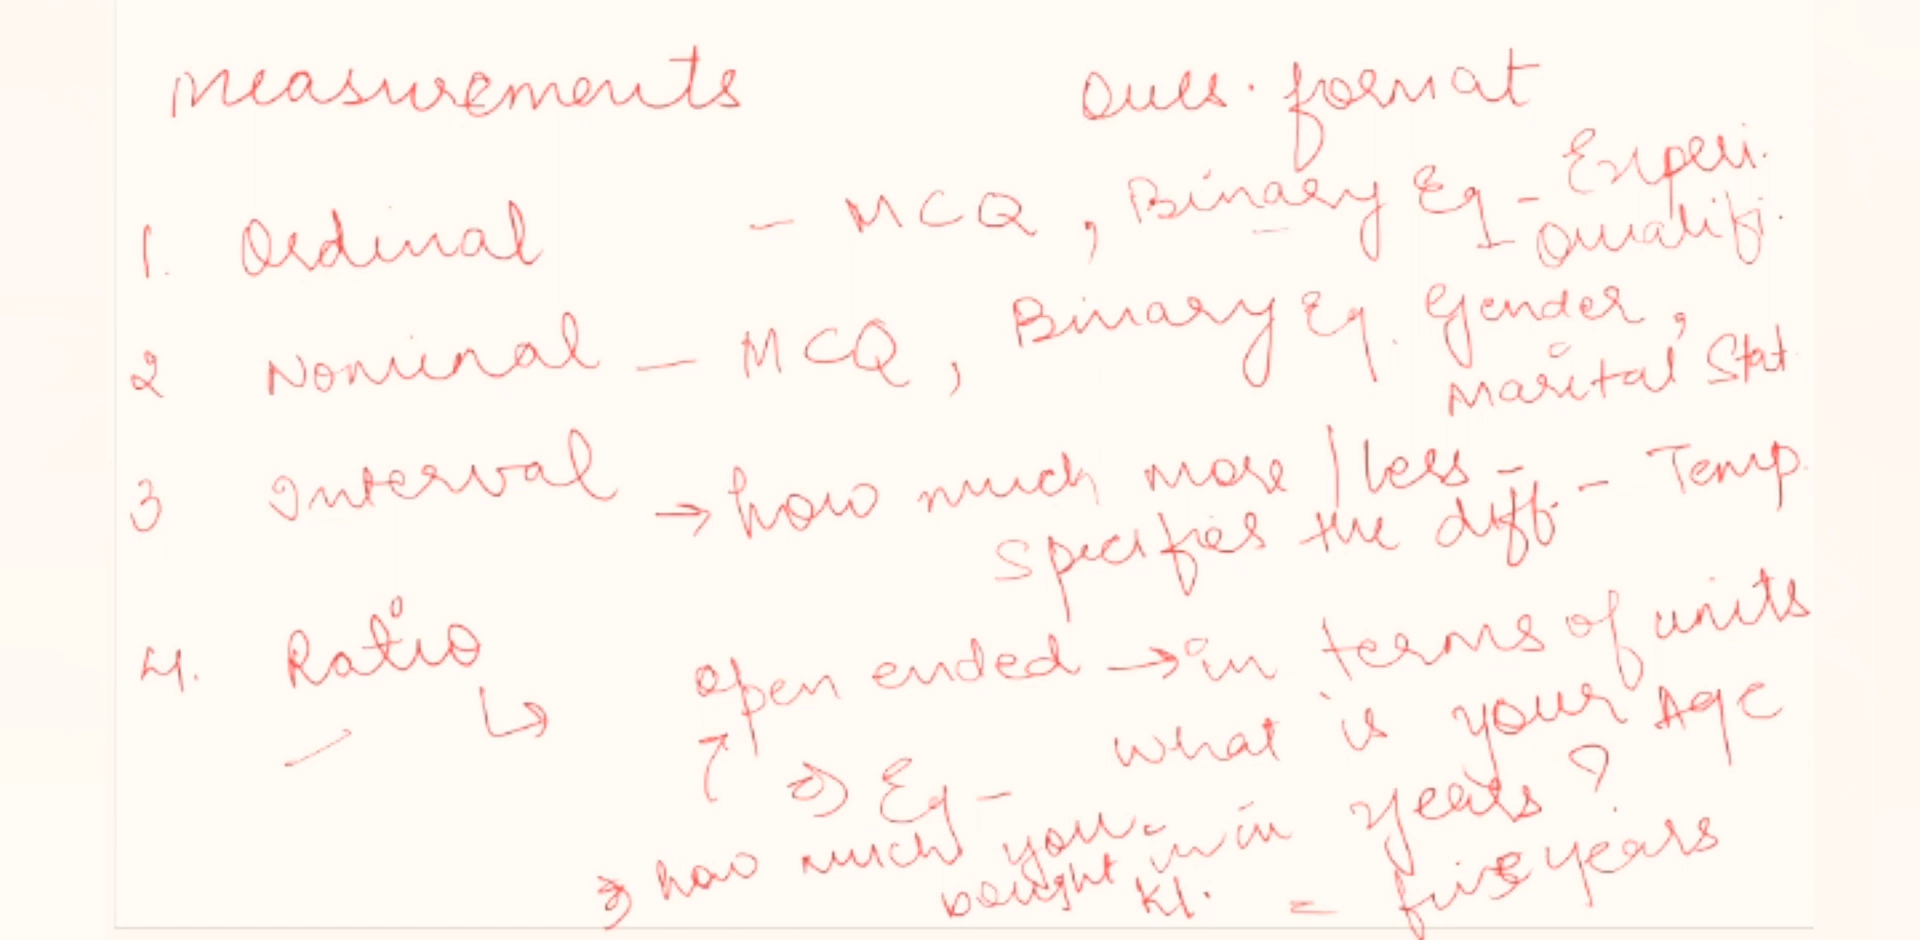 Measurements Ques. format
1. Ordinal - MCQ, Binary Eg - Experi.
- Qualifi.
2 Nominal - MCQ, Binary Eg. Gender,
Marital Stat
3 Interval → how much more / less -
specifies the diff. - Temp.
4. Ratio
↳ open ended → in terms of units
⇒ Eg - What is your Age
in years?
how much you bought in Kl. = five years